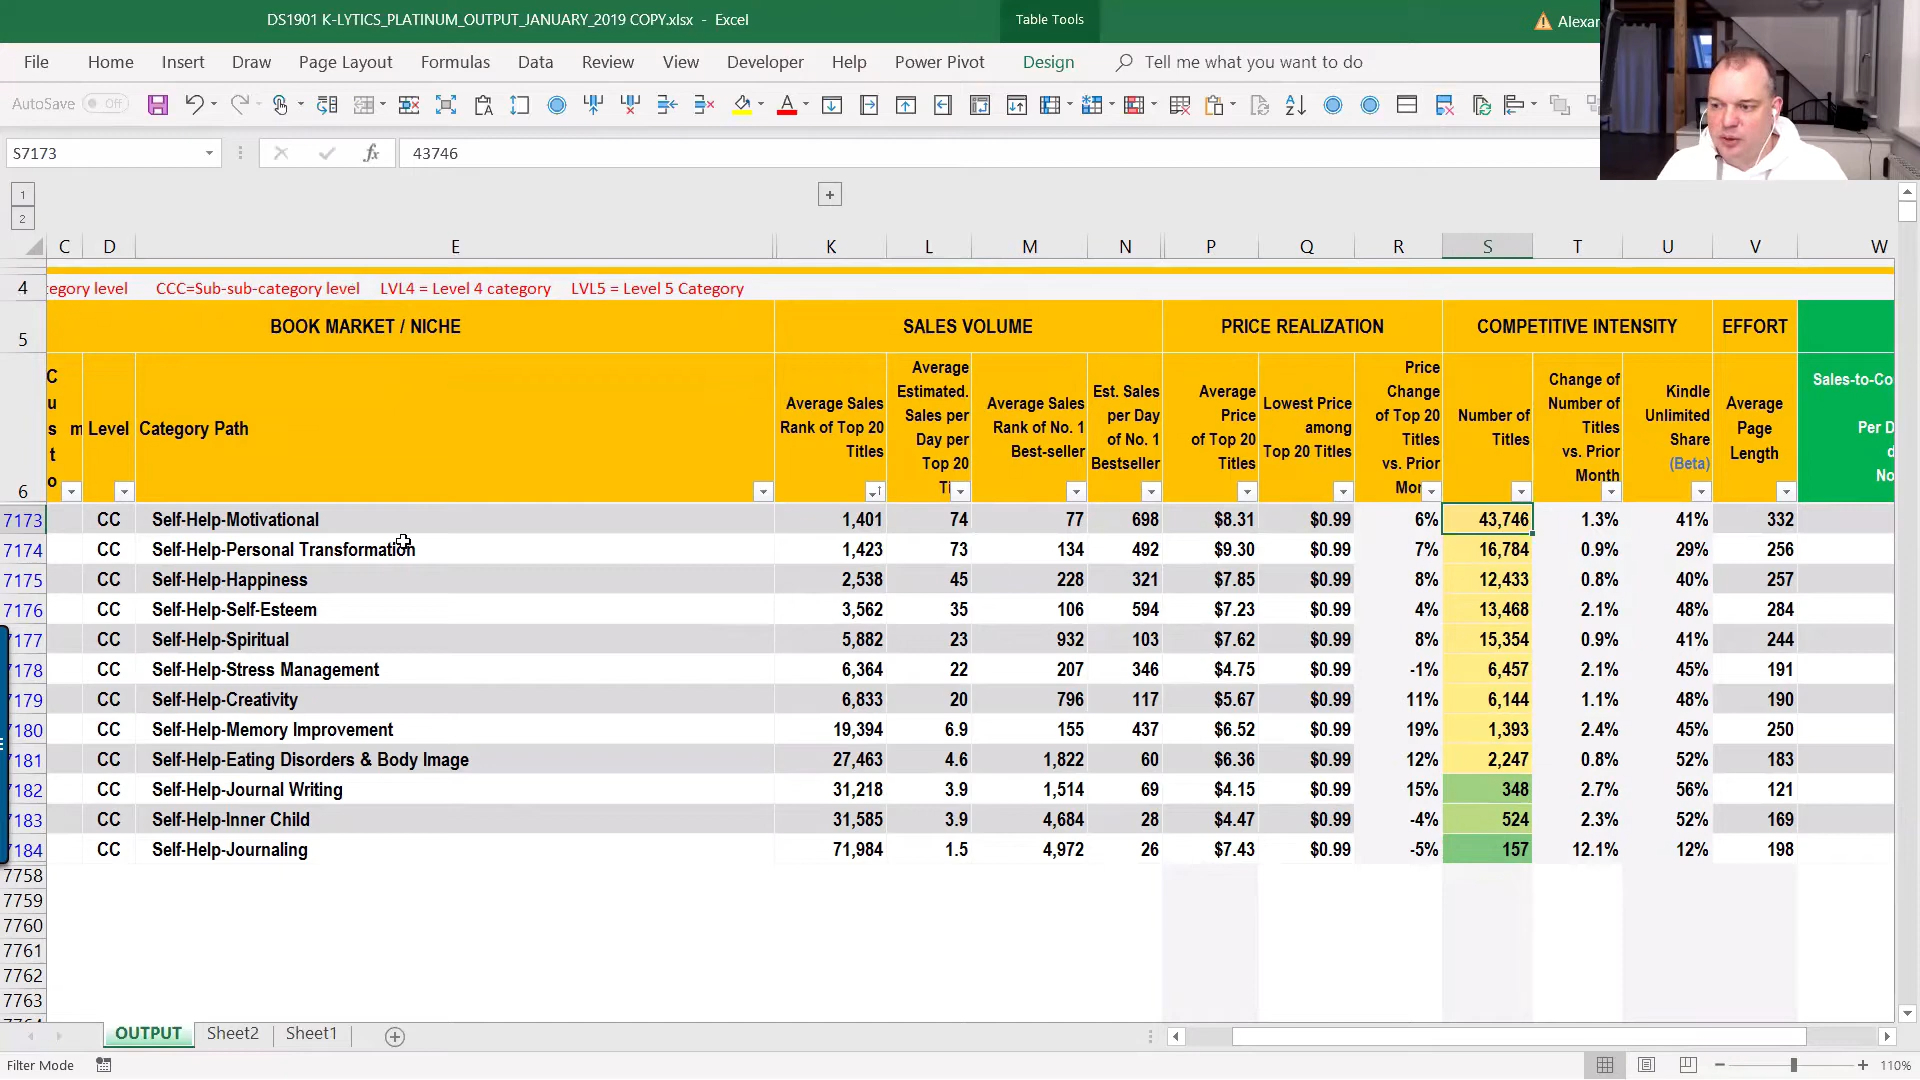 DS1901 K-LYTICS_PLATINUM_OUTPUT_JANUARY_2019 COPY.xlsx - Excel
Table Tools
File Home Insert Draw Page Layout Formulas Data Review View Developer Help Power Pivot Design Tell me what you want to do
AutoSave Off
S7173 fx 43746
1
2
+
C D E K L M N P Q R S T U V W
4 egory level CCC=Sub-sub-category level LVL4 = Level 4 category LVL5 = Level 5 Category
5 BOOK MARKET / NICHE SALES VOLUME PRICE REALIZATION COMPETITIVE INTENSITY EFFORT
6
C
u
s
t
o
m
Level
Category Path
Average Sales
Rank of Top 20
Titles
Average
Estimated.
Sales per
Day per
Top 20
Average Sales
Rank of No. 1
Best-seller
Est. Sales
per Day
of No. 1
Bestseller
Average
Price
of Top 20
Titles
Lowest Price
among
Top 20 Titles
Price
Change
of Top 20
Titles
vs. Prior
Number of
Titles
Change of
Number of
Titles
vs. Prior
Month
Kindle
Unlimited
Share
(Beta)
Average
Page
Length
Sales-to-Co
Per D
d
No
7173 CC Self-Help-Motivational 1,401 74 77 698 $8.31 $0.99 6% 43,746 1.3% 41% 332
7174 CC Self-Help-Personal Transformation 1,423 73 134 492 $9.30 $0.99 7% 16,784 0.9% 29% 256
7175 CC Self-Help-Happiness 2,538 45 228 321 $7.85 $0.99 8% 12,433 0.8% 40% 257
7176 CC Self-Help-Self-Esteem 3,562 35 106 594 $7.23 $0.99 4% 13,468 2.1% 48% 284
7177 CC Self-Help-Spiritual 5,882 23 932 103 $7.62 $0.99 8% 15,354 0.9% 41% 244
7178 CC Self-Help-Stress Management 6,364 22 207 346 $4.75 $0.99 -1% 6,457 2.1% 45% 191
7179 CC Self-Help-Creativity 6,833 20 796 117 $5.67 $0.99 11% 6,144 1.1% 48% 190
7180 CC Self-Help-Memory Improvement 19,394 6.9 155 437 $6.52 $0.99 19% 1,393 2.4% 45% 250
7181 CC Self-Help-Eating Disorders & Body Image 27,463 4.6 1,822 60 $6.36 $0.99 12% 2,247 0.8% 52% 183
7182 CC Self-Help-Journal Writing 31,218 3.9 1,514 69 $4.15 $0.99 15% 348 2.7% 56% 121
7183 CC Self-Help-Inner Child 31,585 3.9 4,684 28 $4.47 $0.99 -4% 524 2.3% 52% 169
7184 CC Self-Help-Journaling 71,984 1.5 4,972 26 $7.43 $0.99 -5% 157 12.1% 12% 198
7758
7759
7760
7761
7762
7763
OUTPUT Sheet2 Sheet1
Filter Mode 110%